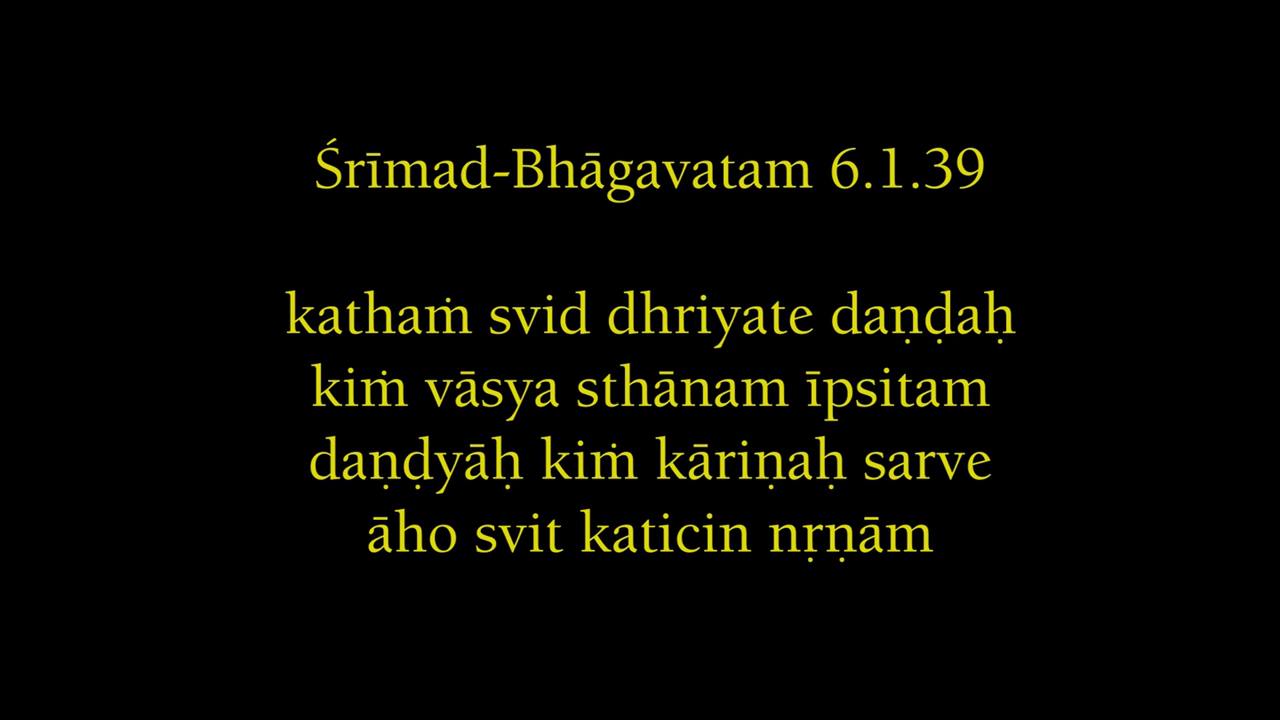 Śrīmad-Bhāgavatam 6.1.39
kathaṁ svid dhriyate daṇḍaḥ
kiṁ vāsya sthānam īpsitam
daṇḍyāḥ kiṁ kāriṇaḥ sarve
āho svit katicin nṛṇām